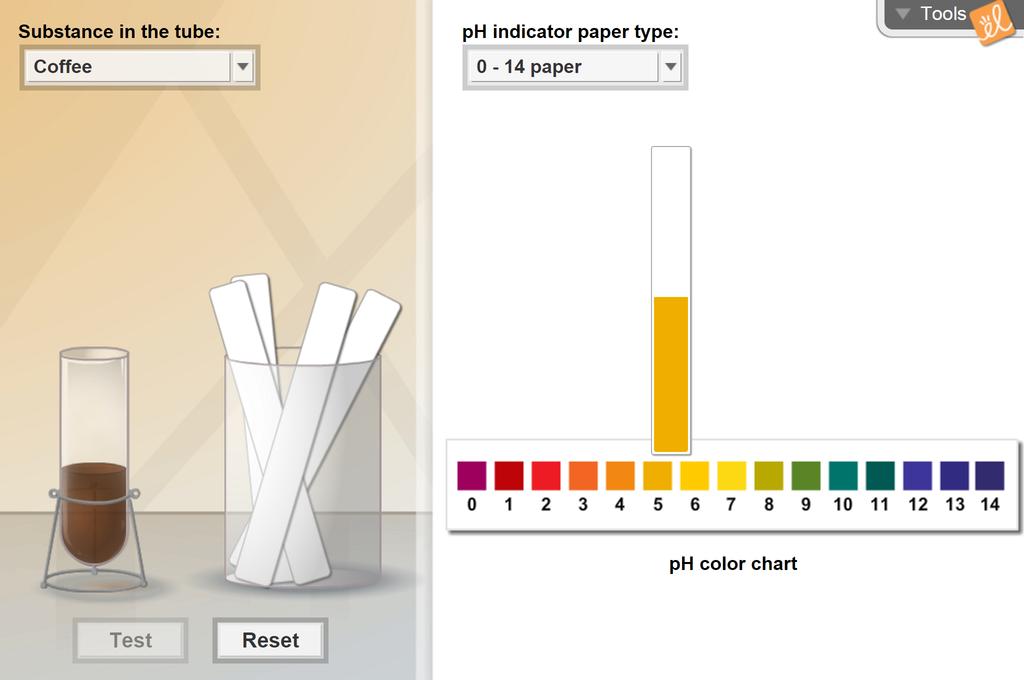 Substance in the tube:
Coffee
pH indicator paper type:
0 - 14 paper
Tools
0 1 2 3 4 5 6 7 8 9 10 11 12 13 14
pH color chart
Test
Reset